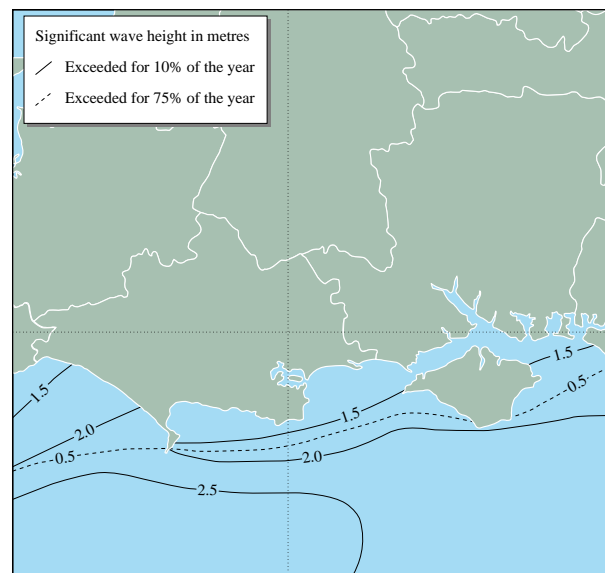 Significant wave height in metres
Exceeded for 10% of the year
Exceeded for 75% of the year
1.5
1.5
0.5
1.5
2.0
0.5
2.0
2.5